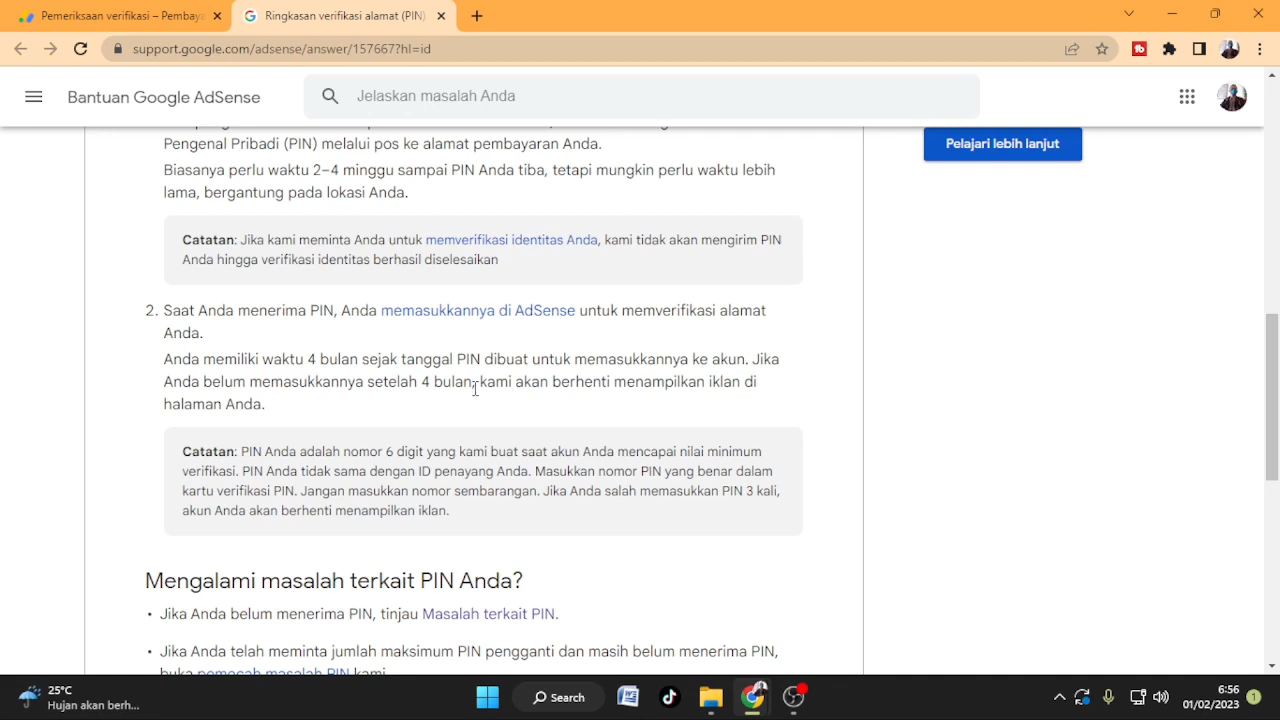 Pemeriksaan verifikasi – Pembaya
Ringkasan verifikasi alamat (PIN)
support.google.com/adsense/answer/157667?hl=id
Bantuan Google AdSense
Jelaskan masalah Anda
Pengenal Pribadi (PIN) melalui pos ke alamat pembayaran Anda.
Pelajari lebih lanjut
Biasanya perlu waktu 2–4 minggu sampai PIN Anda tiba, tetapi mungkin perlu waktu lebih
lama, bergantung pada lokasi Anda.
Catatan: Jika kami meminta Anda untuk memverifikasi identitas Anda, kami tidak akan mengirim PIN
Anda hingga verifikasi identitas berhasil diselesaikan
2. Saat Anda menerima PIN, Anda memasukkannya di AdSense untuk memverifikasi alamat
Anda.
Anda memiliki waktu 4 bulan sejak tanggal PIN dibuat untuk memasukkannya ke akun. Jika
Anda belum memasukkannya setelah 4 bulan, kami akan berhenti menampilkan iklan di
halaman Anda.
Catatan: PIN Anda adalah nomor 6 digit yang kami buat saat akun Anda mencapai nilai minimum
verifikasi. PIN Anda tidak sama dengan ID penayang Anda. Masukkan nomor PIN yang benar dalam
kartu verifikasi PIN. Jangan masukkan nomor sembarangan. Jika Anda salah memasukkan PIN 3 kali,
akun Anda akan berhenti menampilkan iklan.
Mengalami masalah terkait PIN Anda?
• Jika Anda belum menerima PIN, tinjau Masalah terkait PIN.
• Jika Anda telah meminta jumlah maksimum PIN pengganti dan masih belum menerima PIN,
buka pemecah masalah PIN kami.
25°C
Hujan akan berh...
Search
6:56
01/02/2023
1